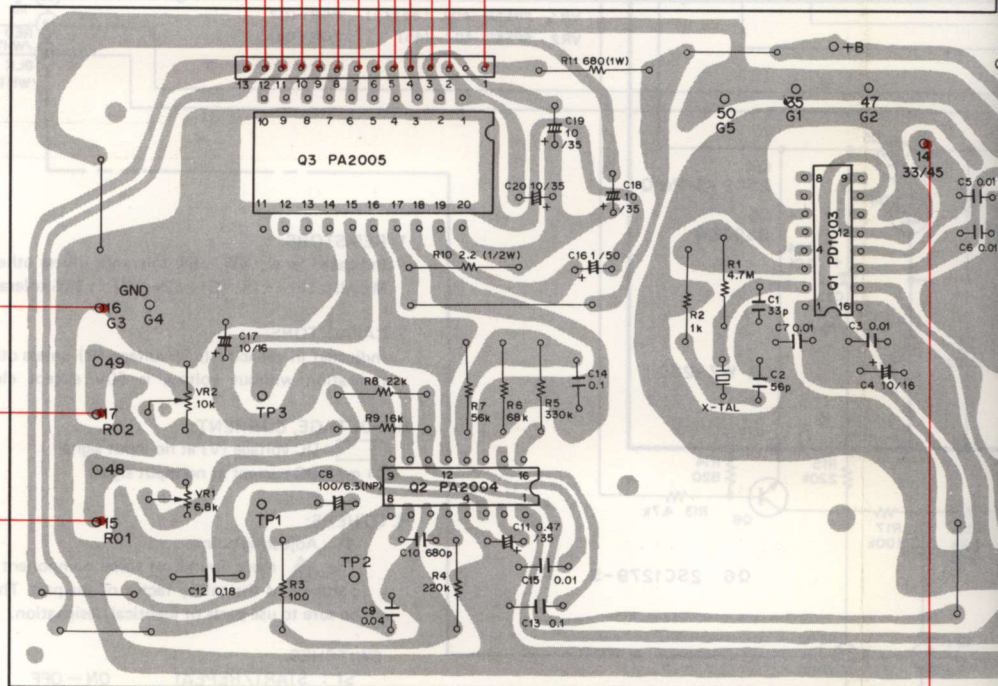 +B
R11 680(1W)
13 12 11 10 9 8 7 6 5 4 3 2 1
50
G5
35
G1
47
G2
10 9 8 7 6 5 4 3 2 1
Q3 PA2005
11 12 13 14 15 16 17 18 19 20
C19
10
/35
C20 10/35
C18
10
/35
14
33/45
8 9
12
4
1 16
Q1 PD1003
C5 0.01
C6 0.01
R10 2.2 (1/2W)
C16 1/50
R1
4.7M
R2
1k
C1
33p
C7 0.01
C3 0.01
C4 10/16
C2
56p
X-TAL
GND
16
G3
G4
C17
10/16
49
VR2
10k
17
R02
TP3
R8 22k
R9 16k
R7
56k
R6
68k
R5
330k
C14
0.1
48
VR1
6.8k
15
R01
TP1
C8
100/6.3(NP)
9 12 16
Q2 PA2004
8 4 1
C10 680p
C11 0.47
/35
C15 0.01
C13 0.1
TP2
R4
220k
C12 0.18
R3
100
C9
0.04